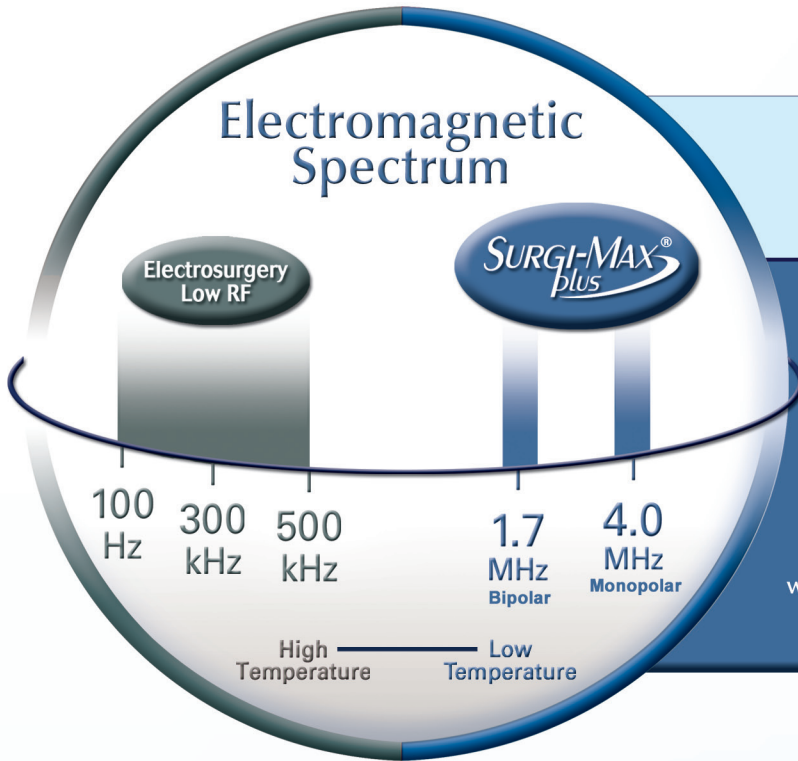 Electromagnetic
Spectrum
Electrosurgery
Low RF
SURGI-MAX®
plus
100
Hz
300
kHz
500
kHz
1.7
MHz
Bipolar
4.0
MHz
Monopolar
High
Temperature
Low
Temperature